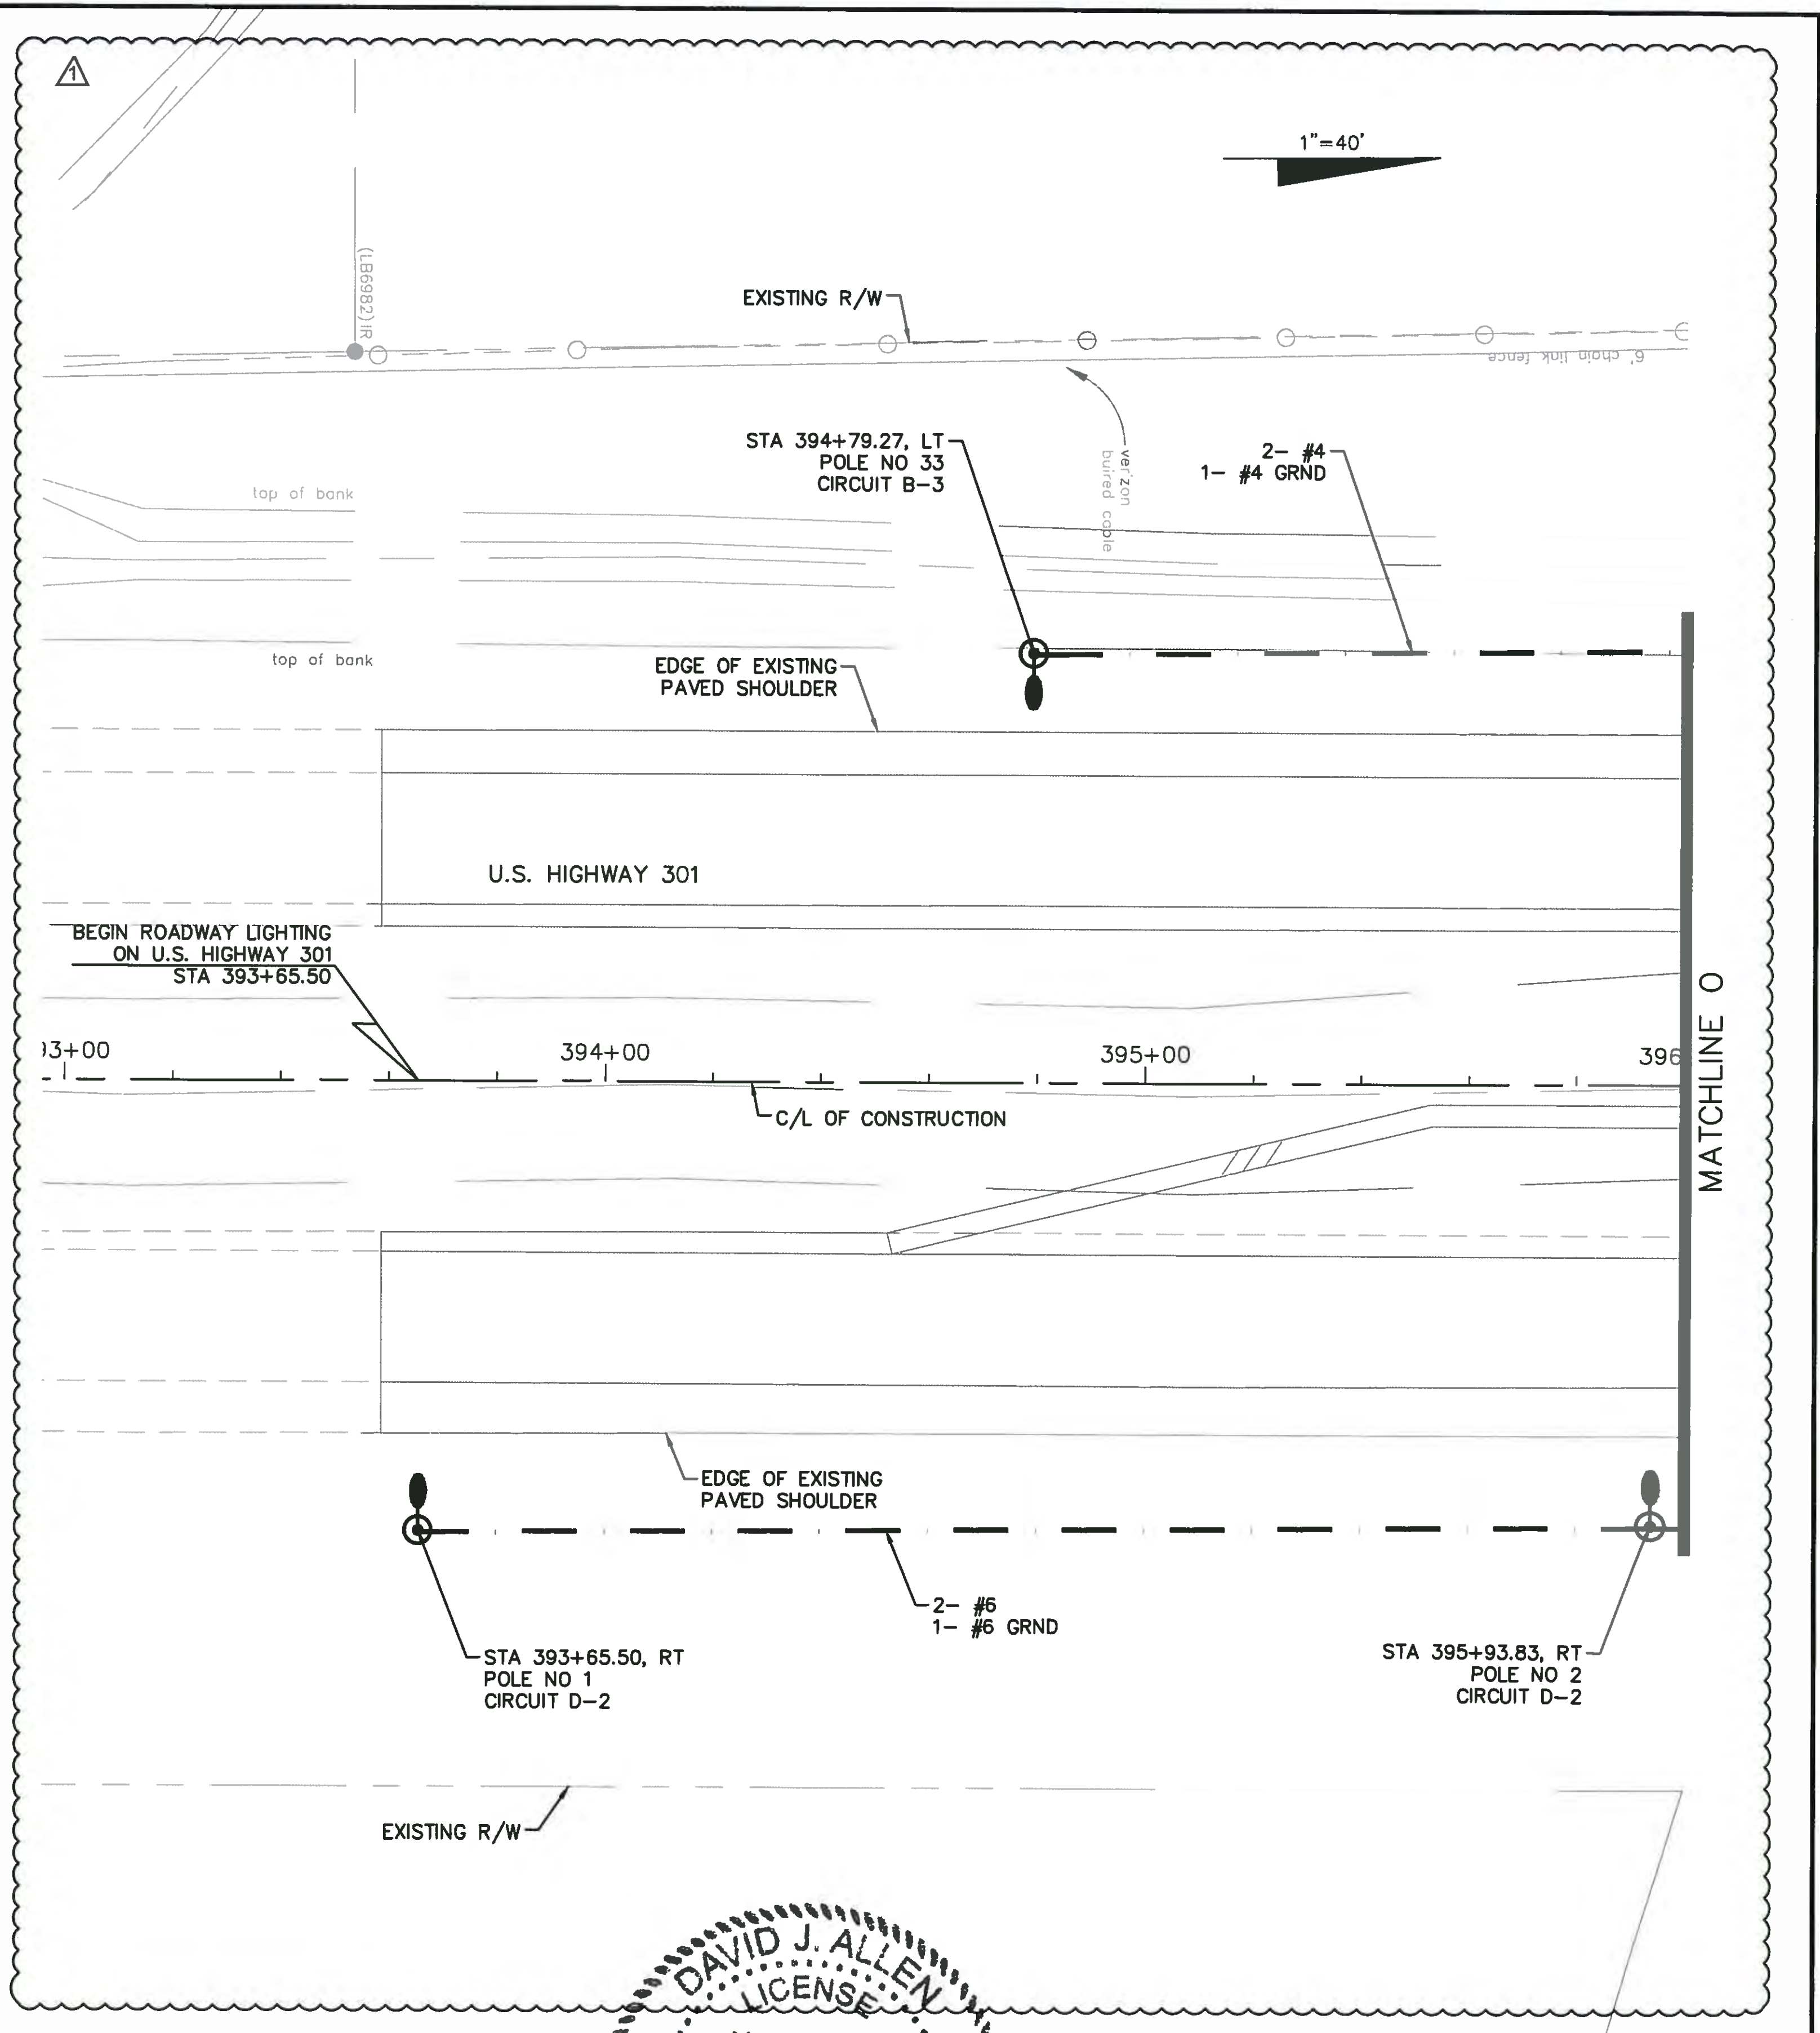 1
1"=40'
(LB6982)IR
EXISTING R/W
6' chain link fence
STA 394+79.27, LT
POLE NO 33
CIRCUIT B-3
verizon
buired cable
2- #4
1- #4 GRND
top of bank
top of bank
EDGE OF EXISTING
PAVED SHOULDER
U.S. HIGHWAY 301
BEGIN ROADWAY LIGHTING
ON U.S. HIGHWAY 301
STA 393+65.50
MATCHLINE O
93+00
394+00
395+00
396
C/L OF CONSTRUCTION
EDGE OF EXISTING
PAVED SHOULDER
2- #6
1- #6 GRND
STA 393+65.50, RT
POLE NO 1
CIRCUIT D-2
STA 395+93.83, RT
POLE NO 2
CIRCUIT D-2
EXISTING R/W
DAVID J. ALLEN
LICENSE